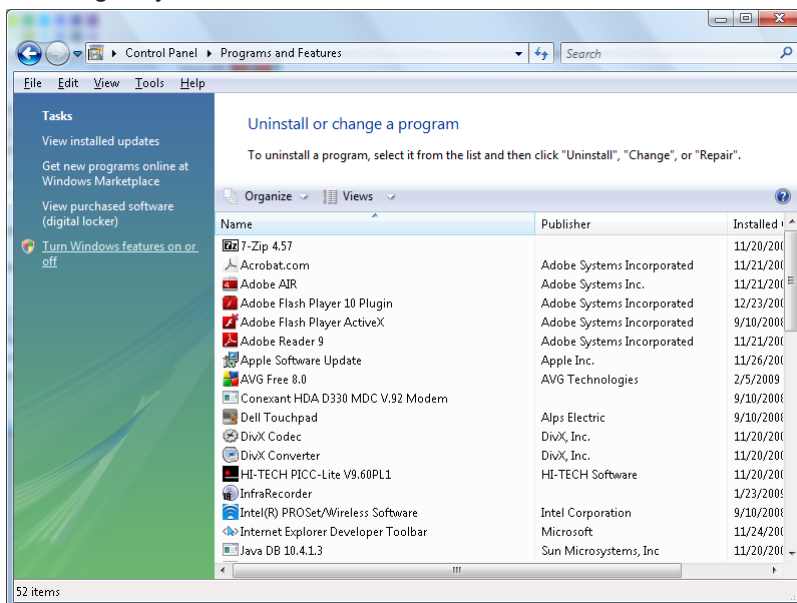 Control Panel ▸ Programs and Features
Search
File Edit View Tools Help
Tasks
View installed updates
Get new programs online at
Windows Marketplace
View purchased software
(digital locker)
Turn Windows features on or
off
Uninstall or change a program
To uninstall a program, select it from the list and then click "Uninstall", "Change", or "Repair".
Organize Views
Name Publisher Installed
7-Zip 4.57 11/20/200
Acrobat.com Adobe Systems Incorporated 11/21/200
Adobe AIR Adobe Systems Inc. 11/21/200
Adobe Flash Player 10 Plugin Adobe Systems Incorporated 12/23/200
Adobe Flash Player ActiveX Adobe Systems Incorporated 9/10/2008
Adobe Reader 9 Adobe Systems Incorporated 11/21/200
Apple Software Update Apple Inc. 11/26/200
AVG Free 8.0 AVG Technologies 2/5/2009
Conexant HDA D330 MDC V.92 Modem 9/10/2008
Dell Touchpad Alps Electric 9/10/2008
DivX Codec DivX, Inc. 11/20/200
DivX Converter DivX, Inc. 11/20/200
HI-TECH PICC-Lite V9.60PL1 HI-TECH Software 11/20/200
InfraRecorder 1/23/2009
Intel(R) PROSet/Wireless Software Intel Corporation 9/10/2008
Internet Explorer Developer Toolbar Microsoft 11/24/200
Java DB 10.4.1.3 Sun Microsystems, Inc 11/20/200
52 items